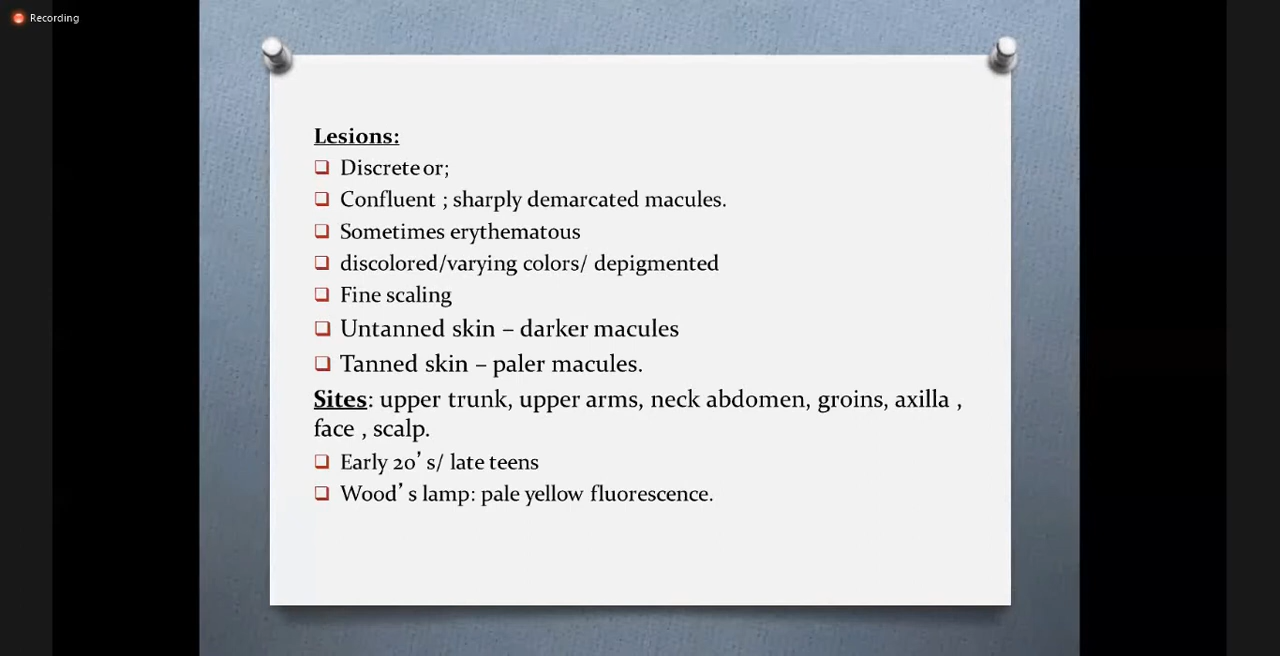 Recording
Lesions:
❑ Discrete or;
❑ Confluent ; sharply demarcated macules.
❑ Sometimes erythematous
❑ discolored/varying colors/ depigmented
❑ Fine scaling
❑ Untanned skin – darker macules
❑ Tanned skin – paler macules.
Sites: upper trunk, upper arms, neck abdomen, groins, axilla ,
face , scalp.
❑ Early 20’ s/ late teens
❑ Wood’ s lamp: pale yellow fluorescence.